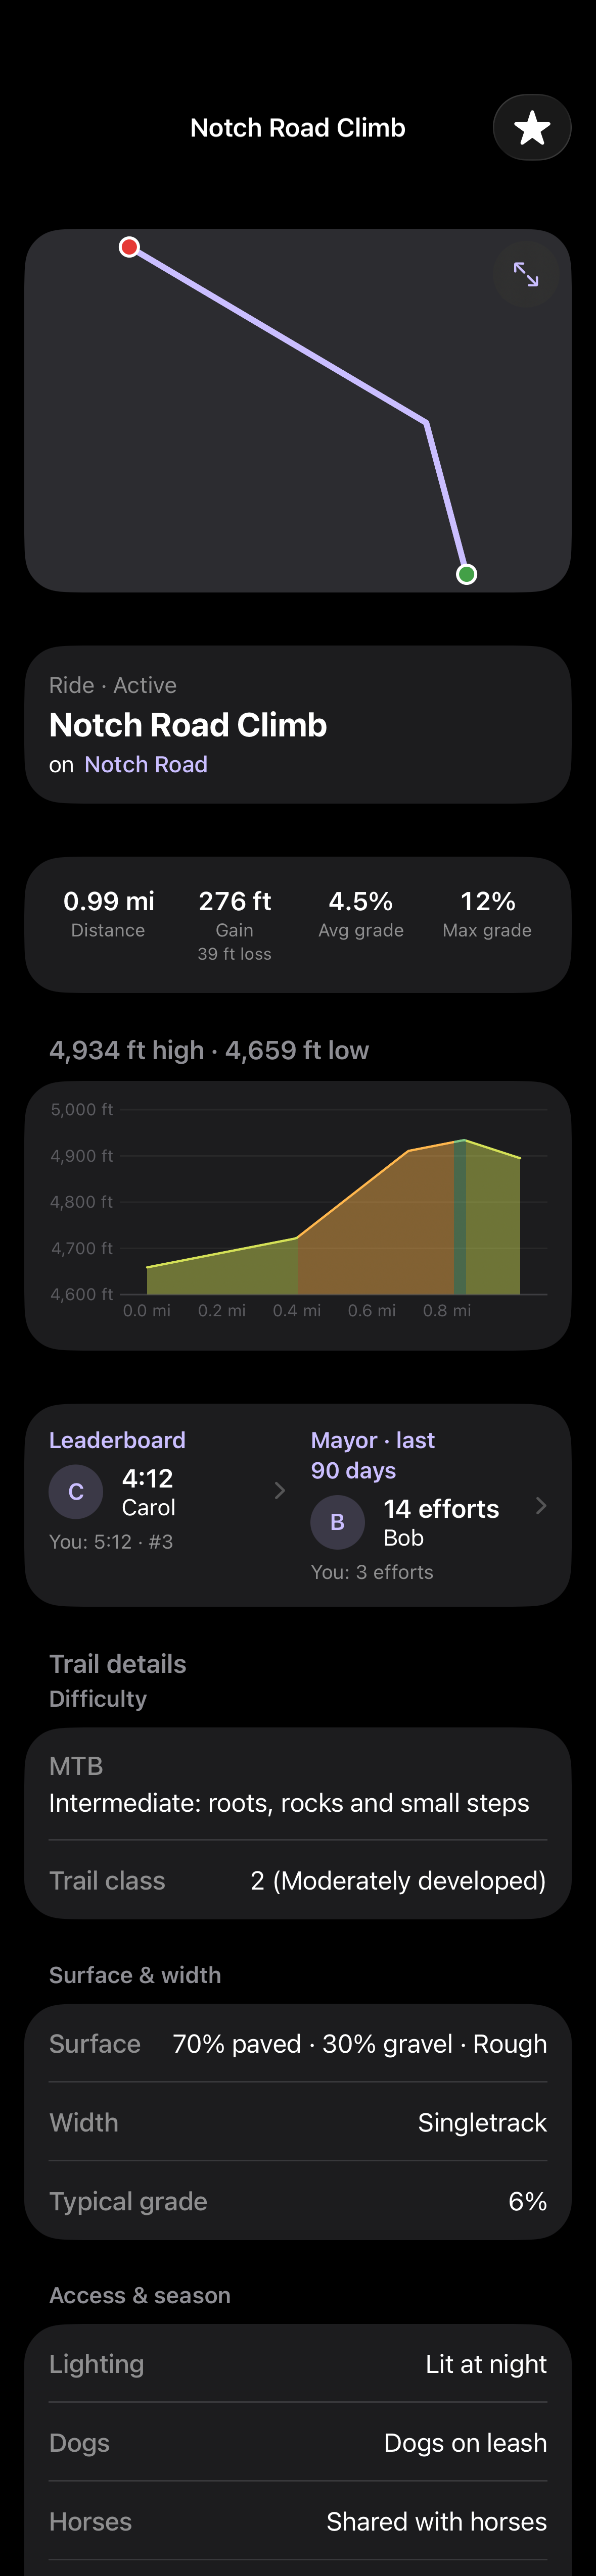 Notch Road Climb
Ride · Active
Notch Road Climb
on Notch Road
0.99 mi
Distance
276 ft
Gain
39 ft loss
4.5%
Avg grade
12%
Max grade
4,934 ft high · 4,659 ft low
5,000 ft
4,900 ft
4,800 ft
4,700 ft
4,600 ft
0.0 mi
0.2 mi
0.4 mi
0.6 mi
0.8 mi
Leaderboard
C
4:12
Carol
You: 5:12 · #3
Mayor · last
90 days
B
14 efforts
Bob
You: 3 efforts
Trail details
Difficulty
MTB
Intermediate: roots, rocks and small steps
Trail class
2 (Moderately developed)
Surface & width
Surface
70% paved · 30% gravel · Rough
Width
Singletrack
Typical grade
6%
Access & season
Lighting
Lit at night
Dogs
Dogs on leash
Horses
Shared with horses